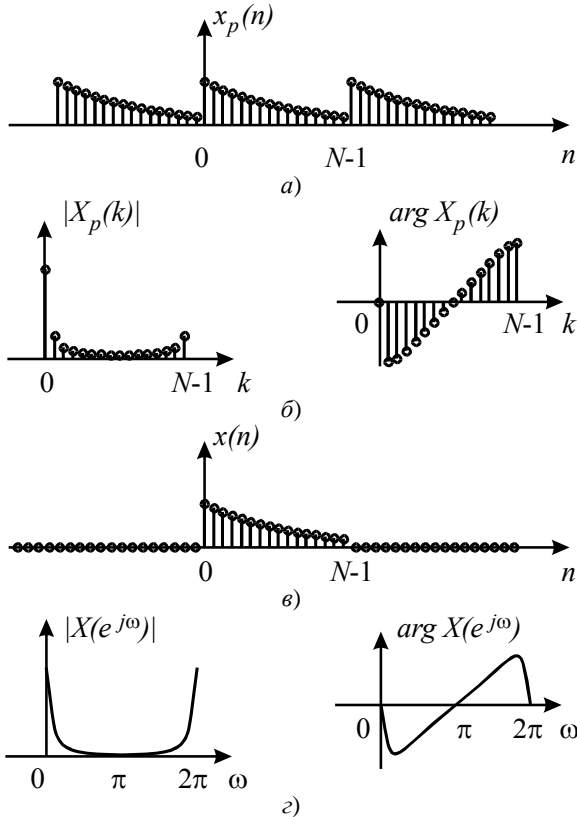 x_p(n)
0 N-1 n
а)
|X_p(k)| arg X_p(k)
0 N-1 k 0 N-1 k
б)
x(n)
0 N-1 n
в)
|X(e^{jω})| arg X(e^{jω})
0 π 2π ω 0 π 2π ω
г)